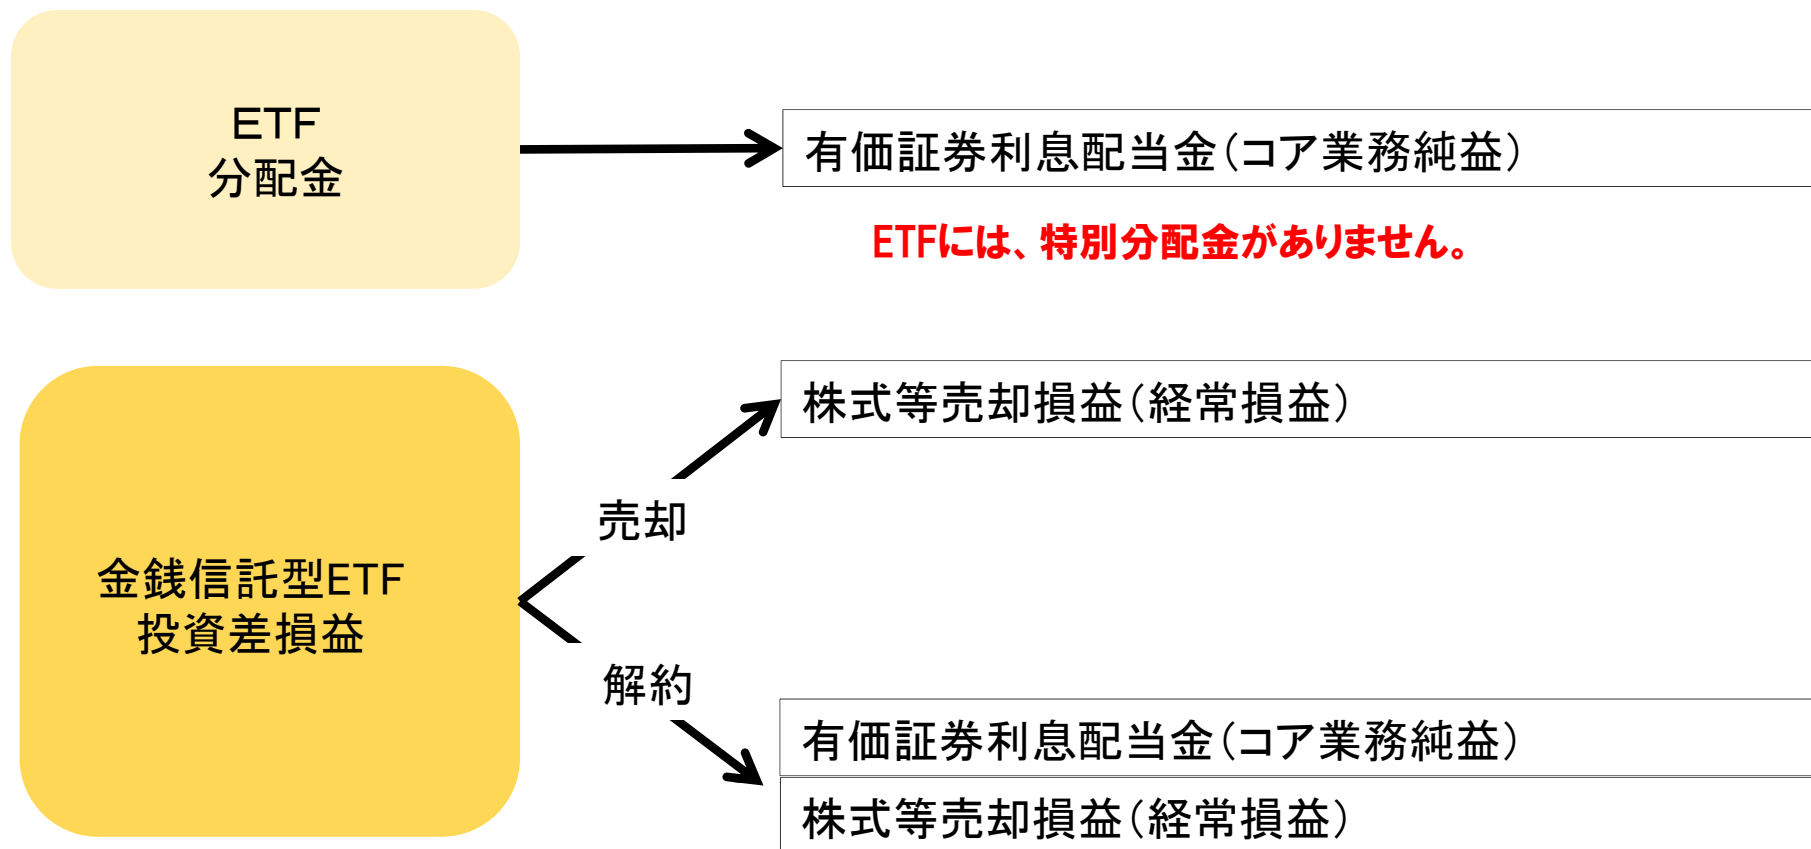 ETF
分配金
有価証券利息配当金(コア業務純益)
ETFには、特別分配金がありません。
金銭信託型ETF
投資差損益
売却
株式等売却損益(経常損益)
解約
有価証券利息配当金(コア業務純益)
株式等売却損益(経常損益)